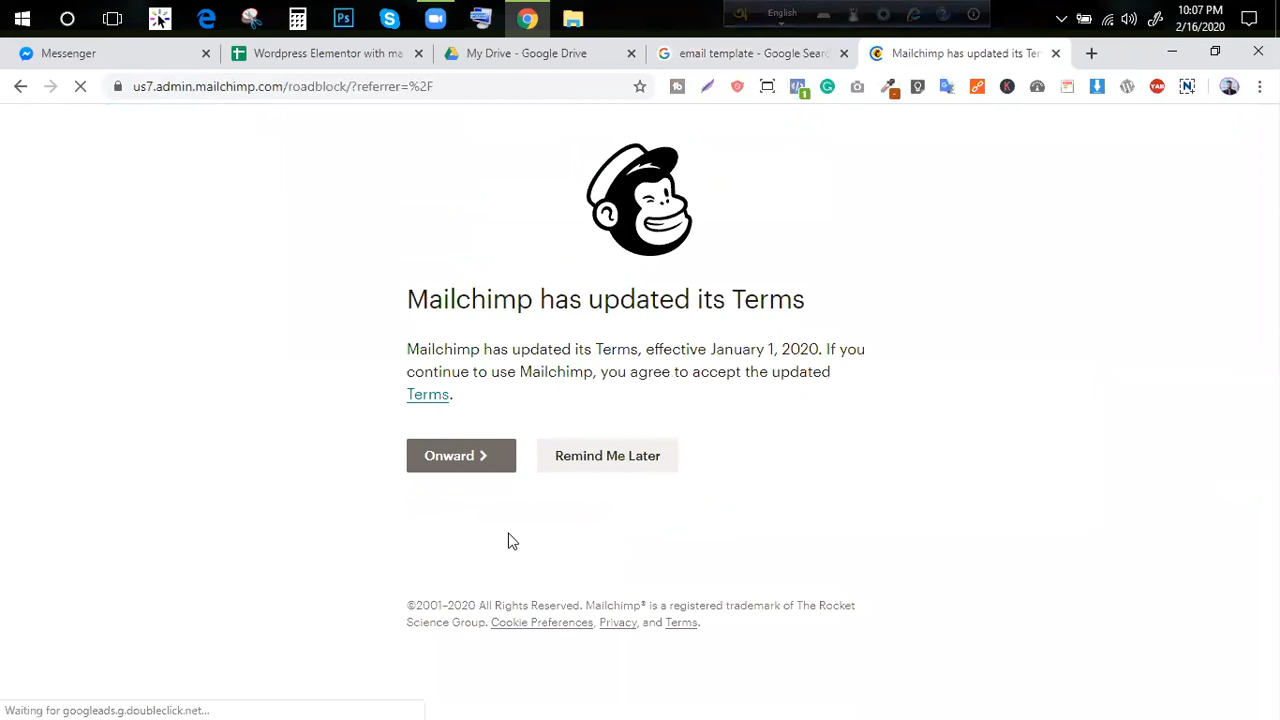 English
10:07 PM
2/16/2020
Messenger
Wordpress Elementor with ma
My Drive - Google Drive
email template - Google Searc
Mailchimp has updated its Ter
us7.admin.mailchimp.com/roadblock/?referrer=%2F
Mailchimp has updated its Terms
Mailchimp has updated its Terms, effective January 1, 2020. If you
continue to use Mailchimp, you agree to accept the updated
Terms.
Onward
Remind Me Later
©2001–2020 All Rights Reserved. Mailchimp® is a registered trademark of The Rocket
Science Group. Cookie Preferences, Privacy, and Terms.
Waiting for googleads.g.doubleclick.net...